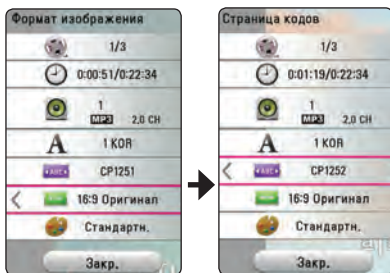 Формат изображения
1/3
0:00:51/0:22:34
1
MP3 2,0 CH
A 1 KOR
ABC CP1251
16:9 Оригинал
Стандартн.
Закр.
Страница кодов
1/3
0:01:19/0:22:34
1
MP3 2,0 CH
A 1 KOR
ABC CP1252
16:9 Оригинал
Стандартн.
Закр.